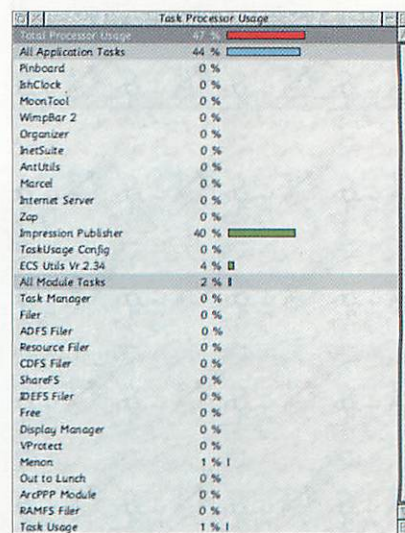 Task Processor Usage
Total Processor Usage 47 %
All Application Tasks 44 %
Pinboard 0 %
IshClock 0 %
MoonTool 0 %
WimpBar 2 0 %
Organizer 0 %
InetSuite 0 %
AntUtils 0 %
Marcel 0 %
Internet Server 0 %
Zap 0 %
Impression Publisher 40 %
TaskUsage Config 0 %
ECS Utils Vr 2.34 4 %
All Module Tasks 2 %
Task Manager 0 %
Filer 0 %
ADFS Filer 0 %
Resource Filer 0 %
CDFS Filer 0 %
ShareFS 0 %
IDEFS Filer 0 %
Free 0 %
Display Manager 0 %
VProtect 0 %
Menon 1 %
Out to Lunch 0 %
ArcPPP Module 0 %
RAMFS Filer 0 %
Task Usage 1 %